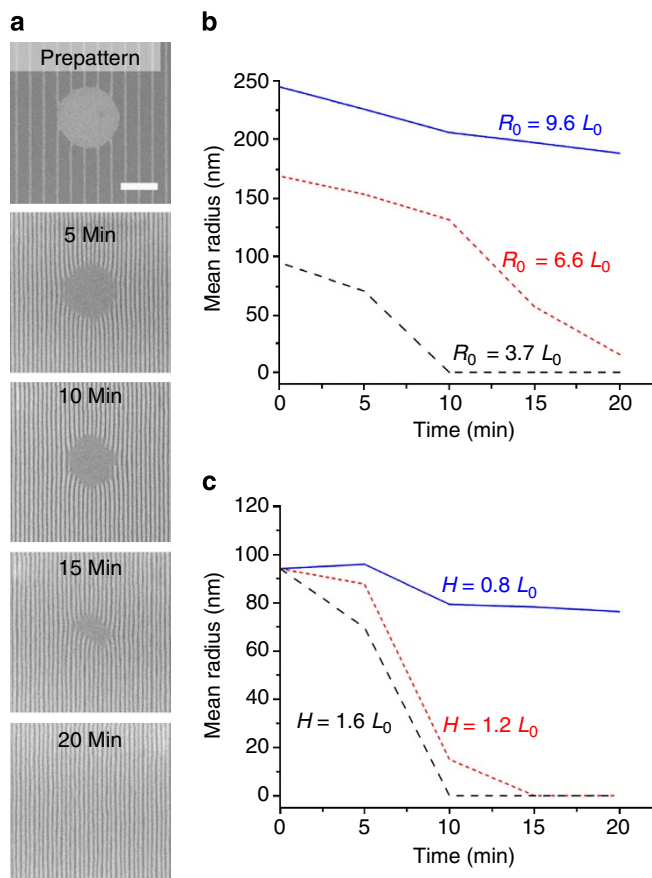 a
Prepattern
5 Min
10 Min
15 Min
20 Min
b
250
200
150
100
50
0
Mean radius (nm)
R0 = 9.6 L0
R0 = 6.6 L0
R0 = 3.7 L0
0 5 10 15 20
Time (min)
c
120
100
80
60
40
20
0
Mean radius (nm)
H = 0.8 L0
H = 1.6 L0
H = 1.2 L0
0 5 10 15 20
Time (min)